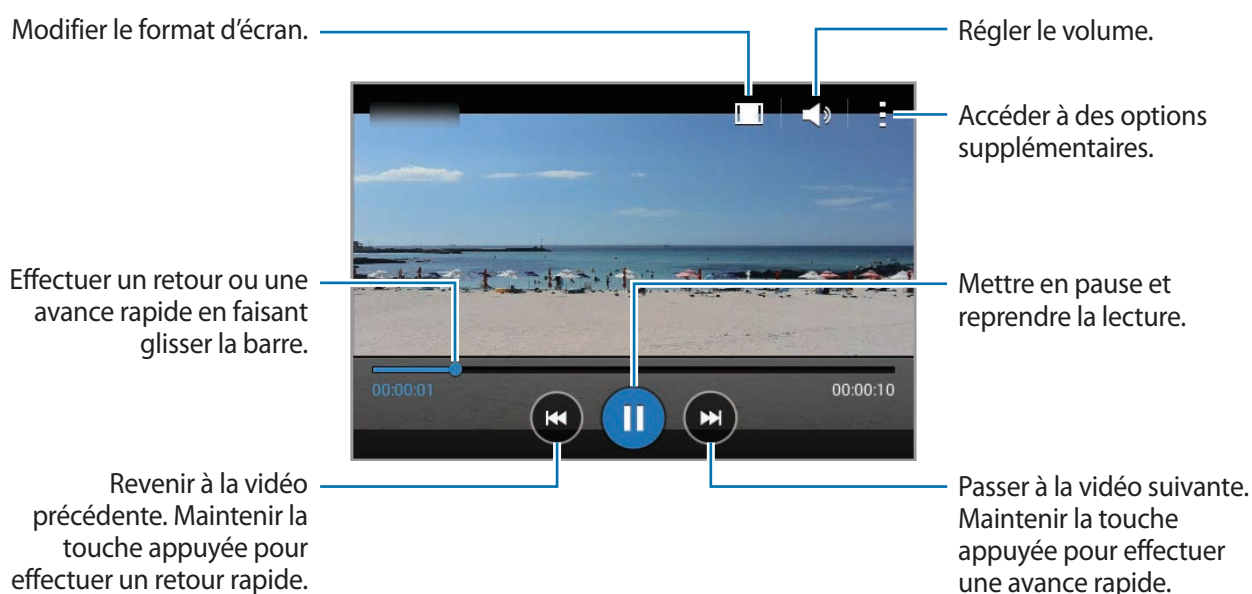 Modifier le format d'écran.
Régler le volume.
Accéder à des options
supplémentaires.
Effectuer un retour ou une
avance rapide en faisant
glisser la barre.
Mettre en pause et
reprendre la lecture.
00:00:01
00:00:10
Revenir à la vidéo
précédente. Maintenir la
touche appuyée pour
effectuer un retour rapide.
Passer à la vidéo suivante.
Maintenir la touche
appuyée pour effectuer
une avance rapide.